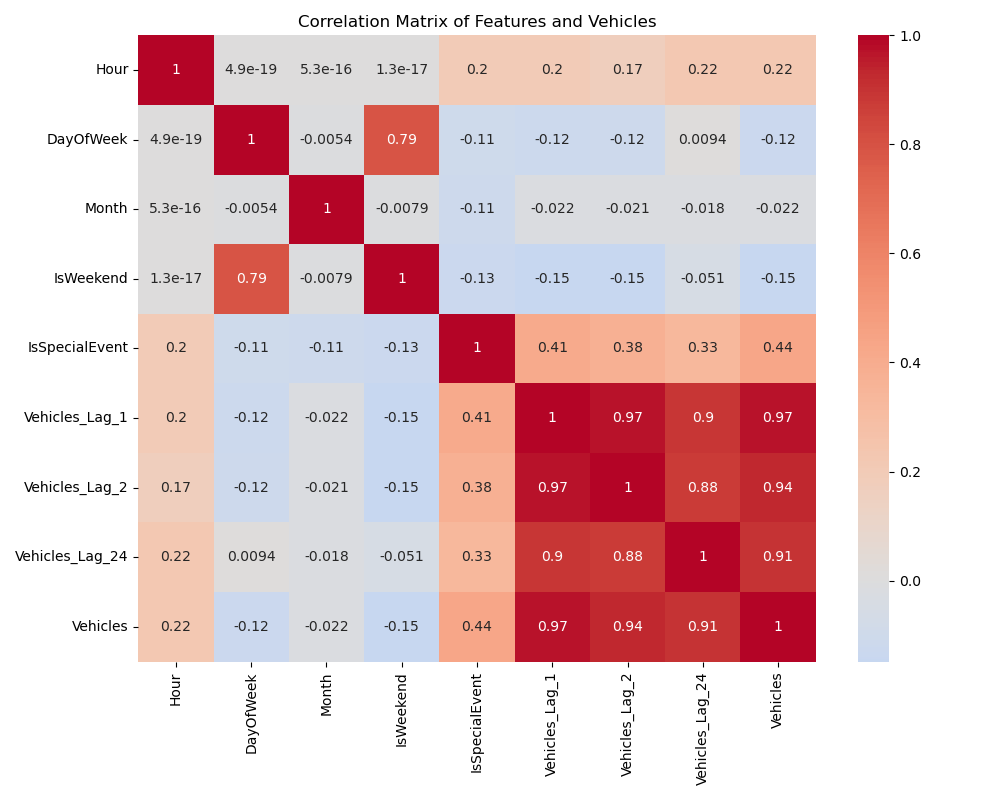 Correlation Matrix of Features and Vehicles
Hour 1 4.9e-19 5.3e-16 1.3e-17 0.2 0.2 0.17 0.22 0.22
DayOfWeek 4.9e-19 1 -0.0054 0.79 -0.11 -0.12 -0.12 0.0094 -0.12
Month 5.3e-16 -0.0054 1 -0.0079 -0.11 -0.022 -0.021 -0.018 -0.022
IsWeekend 1.3e-17 0.79 -0.0079 1 -0.13 -0.15 -0.15 -0.051 -0.15
IsSpecialEvent 0.2 -0.11 -0.11 -0.13 1 0.41 0.38 0.33 0.44
Vehicles_Lag_1 0.2 -0.12 -0.022 -0.15 0.41 1 0.97 0.9 0.97
Vehicles_Lag_2 0.17 -0.12 -0.021 -0.15 0.38 0.97 1 0.88 0.94
Vehicles_Lag_24 0.22 0.0094 -0.018 -0.051 0.33 0.9 0.88 1 0.91
Vehicles 0.22 -0.12 -0.022 -0.15 0.44 0.97 0.94 0.91 1
Hour
DayOfWeek
Month
IsWeekend
IsSpecialEvent
Vehicles_Lag_1
Vehicles_Lag_2
Vehicles_Lag_24
Vehicles
1.0
0.8
0.6
0.4
0.2
0.0